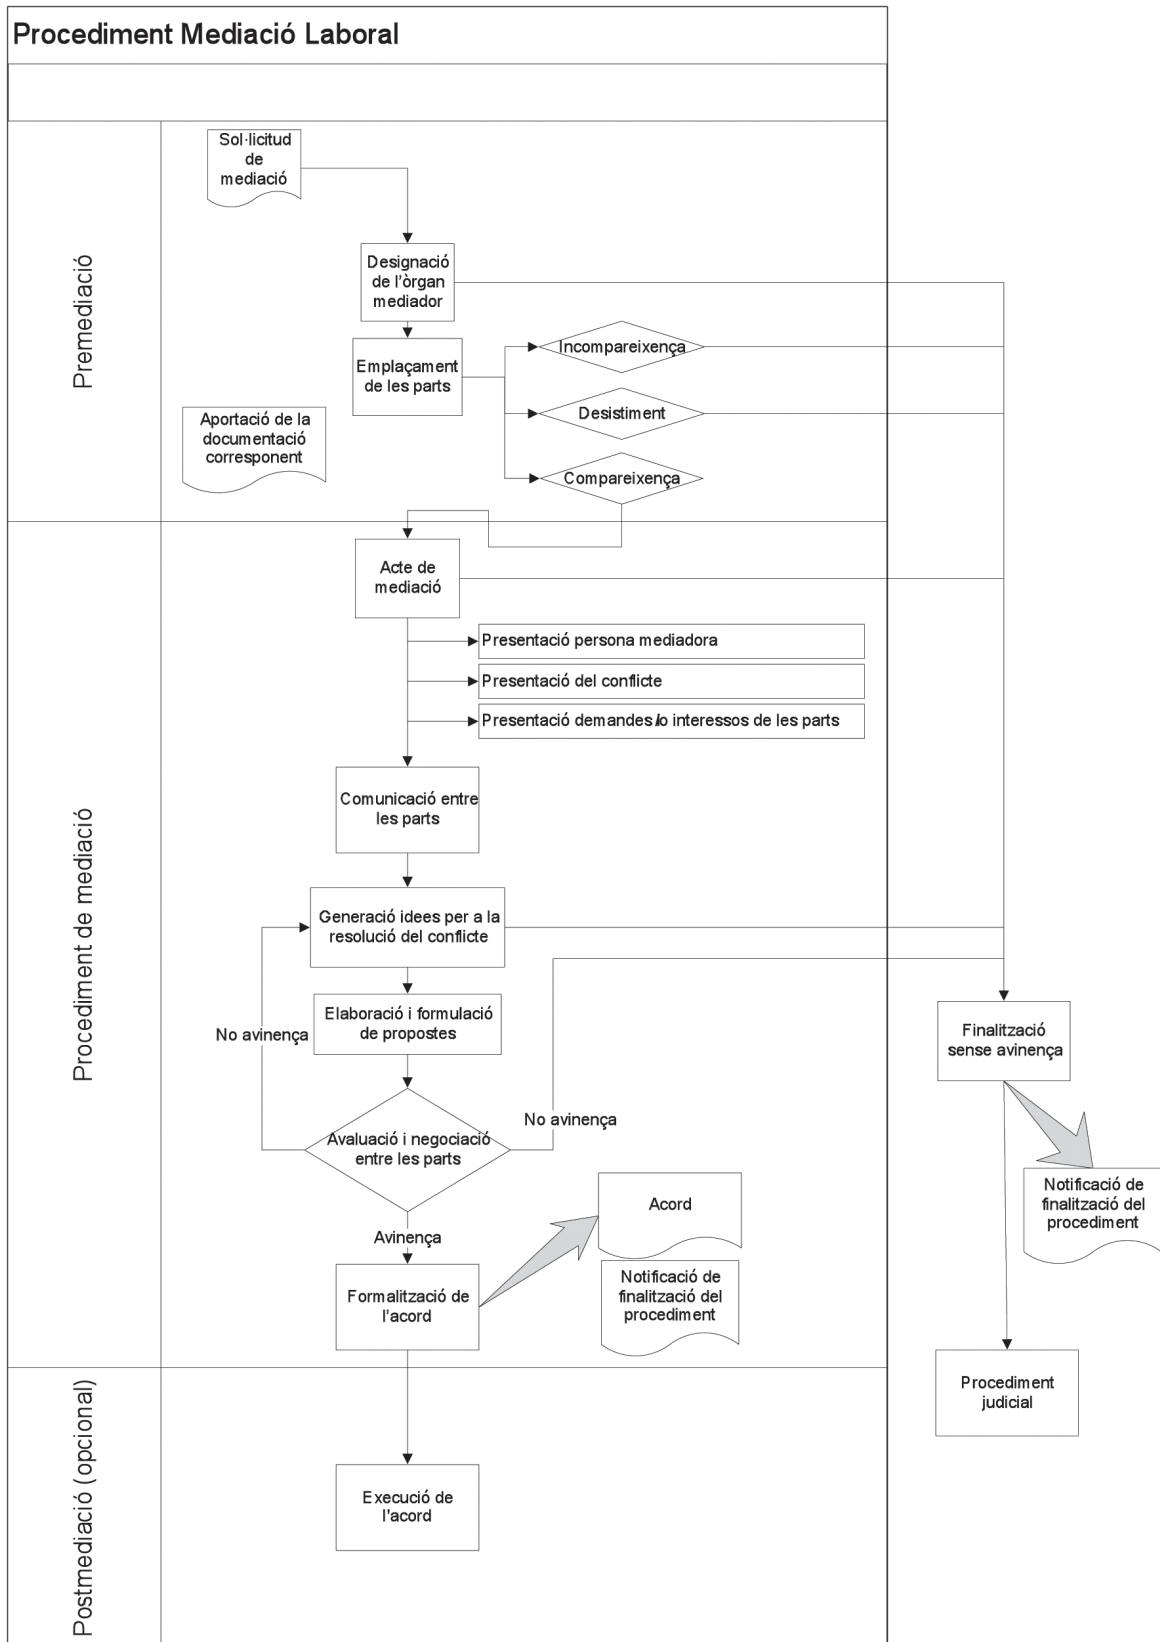 Procediment Mediació Laboral
Premediació
Sol·licitud
de
mediació
Designació
de l'òrgan
mediador
Emplaçament
de les parts
Incompareixença
Desistiment
Compareixença
Aportació de la
documentació
corresponent
Procediment de mediació
Acte de
mediació
Presentació persona mediadora
Presentació del conflicte
Presentació demandes i/o interessos de les parts
Comunicació entre
les parts
Generació idees per a la
resolució del conflicte
Elaboració i formulació
de propostes
No avinença
Avaluació i negociació
entre les parts
No avinença
Avinença
Formalització de
l'acord
Acord
Notificació de
finalització del
procediment
Finalització
sense avinença
Notificació de
finalització del
procediment
Procediment
judicial
Postmediació (opcional)
Execució de
l'acord